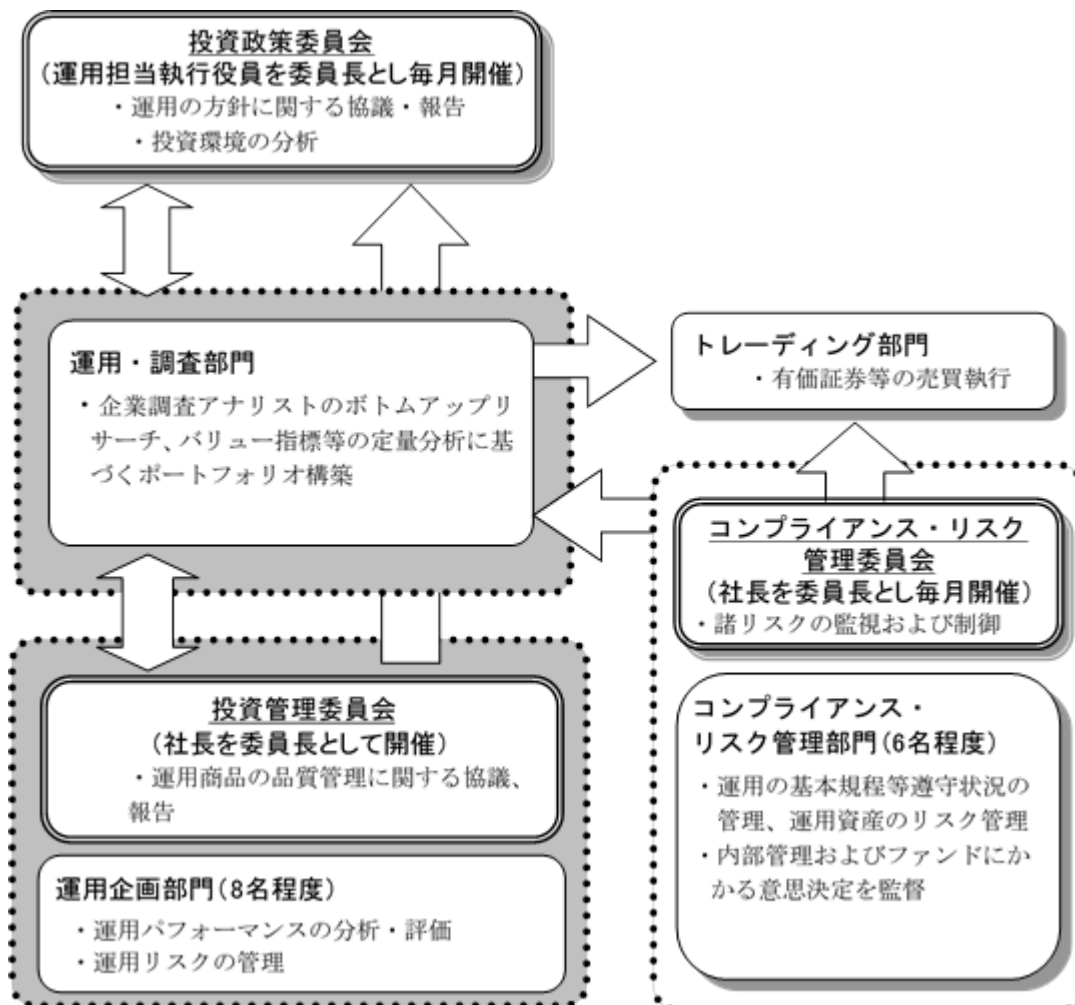 投資政策委員会
(運用担当執行役員を委員長とし毎月開催)
・運用の方針に関する協議・報告
・投資環境の分析
運用・調査部門
・企業調査アナリストのボトムアップリ
サーチ、バリュー指標等の定量分析に基
づくポートフォリオ構築
トレーディング部門
・有価証券等の売買執行
コンプライアンス・リスク
管理委員会
(社長を委員長とし毎月開催)
・諸リスクの監視および制御
投資管理委員会
(社長を委員長として開催)
・運用商品の品質管理に関する協議、
報告
運用企画部門(8名程度)
・運用パフォーマンスの分析・評価
・運用リスクの管理
コンプライアンス・
リスク管理部門(6名程度)
・運用の基本規程等遵守状況の
管理、運用資産のリスク管理
・内部管理およびファンドにか
かる意思決定を監督